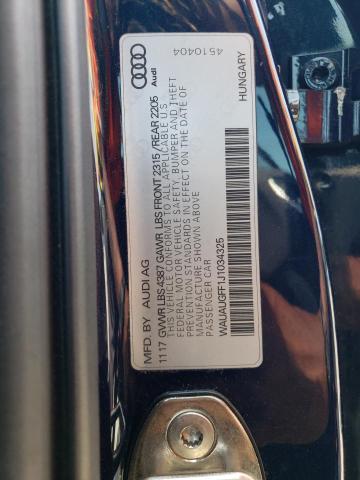 MFD. BY AUDI AG
11 17 GVWR LBS 4387 GAWR LBS FRONT 2315 / REAR 2205
THIS VEHICLE CONFORMS TO ALL APPLICABLE U.S
FEDERAL MOTOR VEHICLE SAFETY, BUMPER AND THEFT
PREVENTION STANDARDS IN EFFECT ON THE DATE OF
MANUFACTURE SHOWN ABOVE
PASSENGER CAR
WAUAUGFF1J1034325
Audi
4510404
HUNGARY